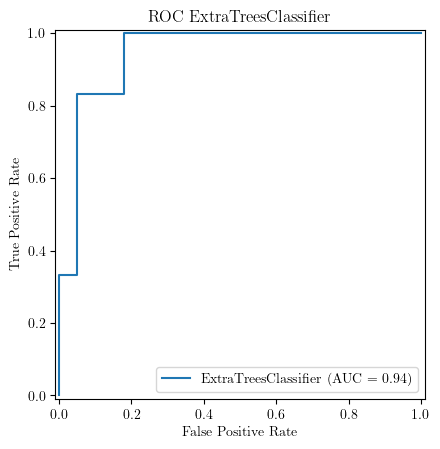 ROC ExtraTreesClassifier
1.0
0.8
0.6
0.4
0.2
0.0
True Positive Rate
ExtraTreesClassifier (AUC = 0.94)
0.0 0.2 0.4 0.6 0.8 1.0
False Positive Rate